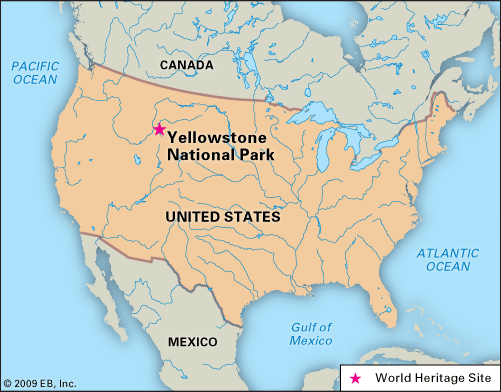 PACIFIC
OCEAN
CANADA
Yellowstone
National Park
UNITED STATES
ATLANTIC
OCEAN
Gulf of
Mexico
MEXICO
© 2009 EB, Inc.
World Heritage Site